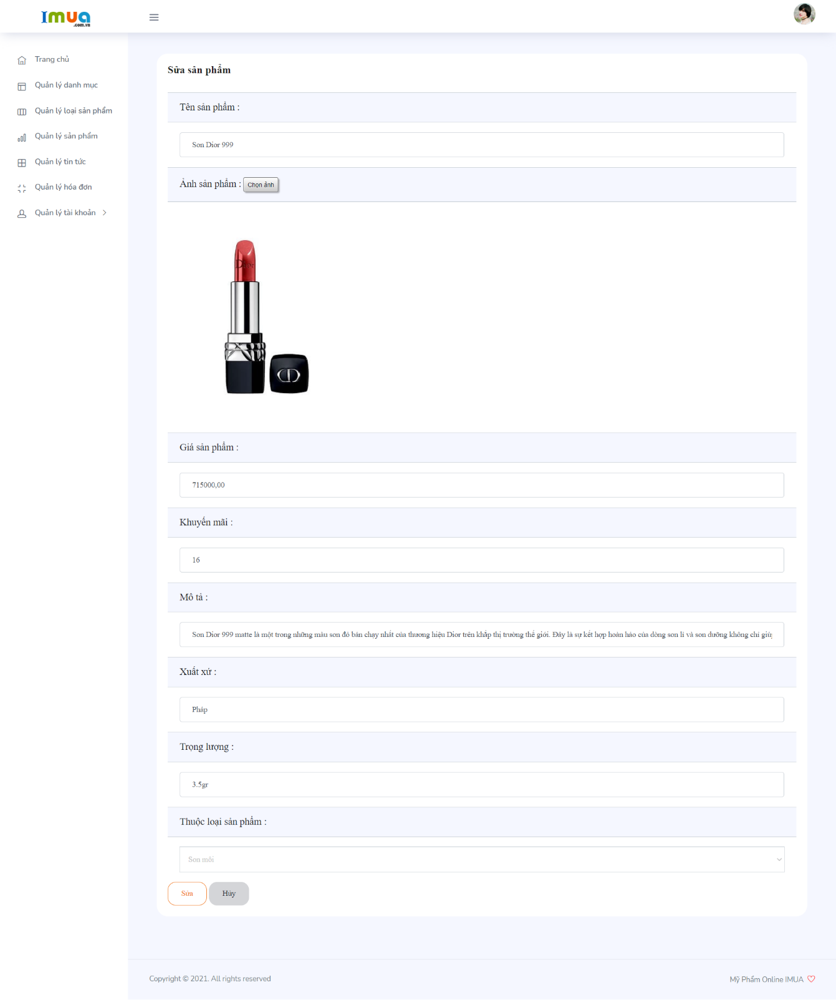 Imua
.com.vn
Trang chủ
Quản lý danh mục
Quản lý loại sản phẩm
Quản lý sản phẩm
Quản lý tin tức
Quản lý hóa đơn
Quản lý tài khoản
Sửa sản phẩm
Tên sản phẩm :
Son Dior 999
Ảnh sản phẩm : Chọn ảnh
Dior
CD
Giá sản phẩm :
715000,00
Khuyến mãi :
16
Mô tả :
Son Dior 999 matte là một trong những màu son đỏ bán chạy nhất của thương hiệu Dior trên khắp thị trường thế giới. Đây là sự kết hợp hoàn hảo của dòng son lì và son dưỡng không chỉ giúp
Xuất xứ :
Pháp
Trọng lượng :
3.5gr
Thuộc loại sản phẩm :
Son môi
Sửa Hủy
Copyright © 2021. All rights reserved
Mỹ Phẩm Online IMUA